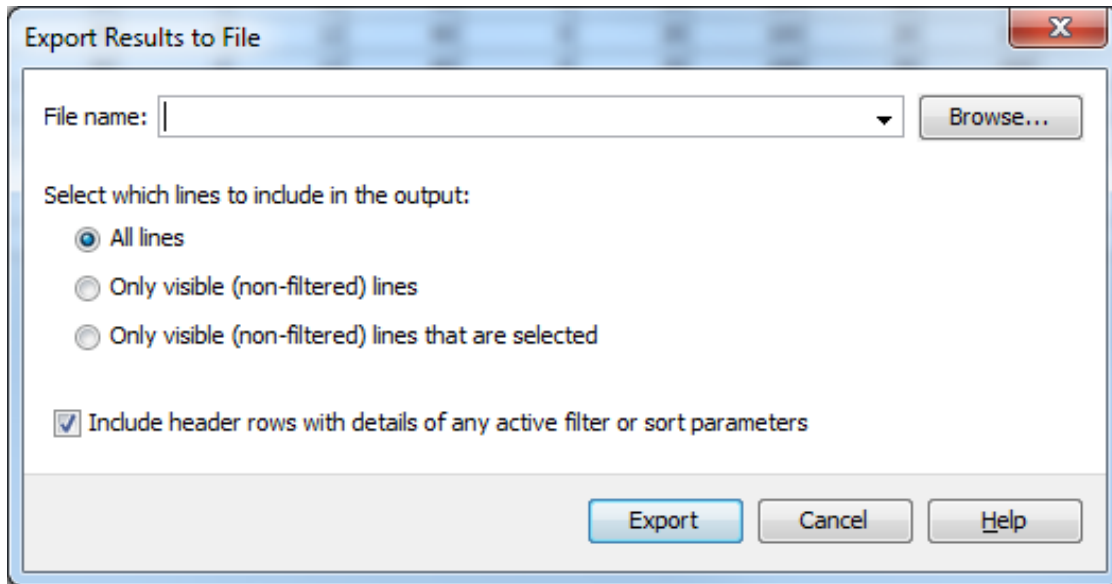 Export Results to File
File name:
Browse...
Select which lines to include in the output:
All lines
Only visible (non-filtered) lines
Only visible (non-filtered) lines that are selected
Include header rows with details of any active filter or sort parameters
Export
Cancel
Help